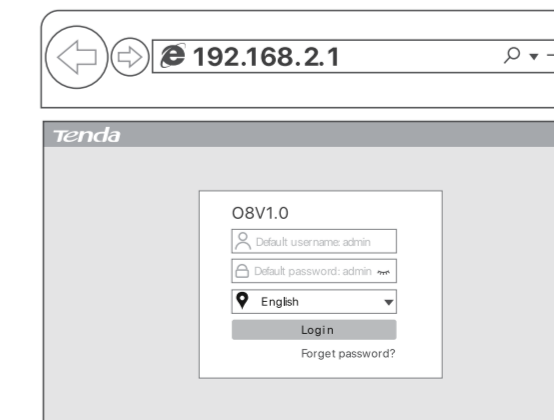 192.168.2.1
Tenda
O8V1.0
Default username: admin
Default password: admin
English
Login
Forget password?